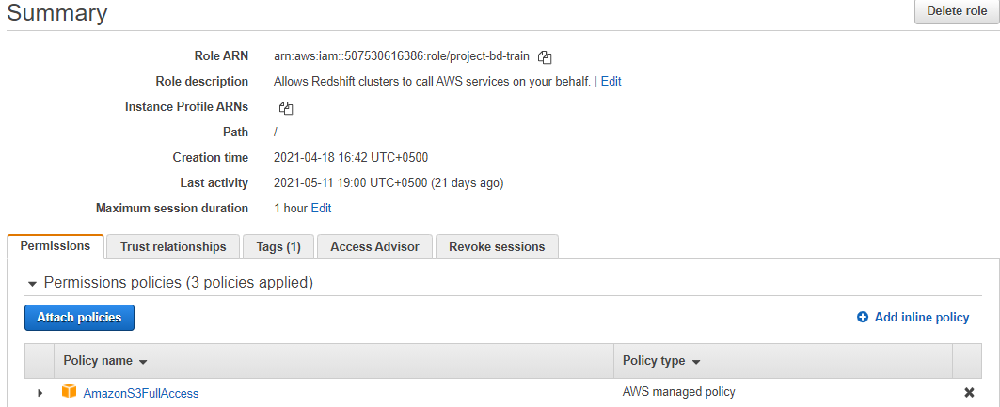 Summary
Delete role
Role ARN arn:aws:iam::507530616386:role/project-bd-train
Role description Allows Redshift clusters to call AWS services on your behalf. | Edit
Instance Profile ARNs
Path /
Creation time 2021-04-18 16:42 UTC+0500
Last activity 2021-05-11 19:00 UTC+0500 (21 days ago)
Maximum session duration 1 hour Edit
Permissions Trust relationships Tags (1) Access Advisor Revoke sessions
Permissions policies (3 policies applied)
Attach policies Add inline policy
Policy name Policy type
AmazonS3FullAccess AWS managed policy